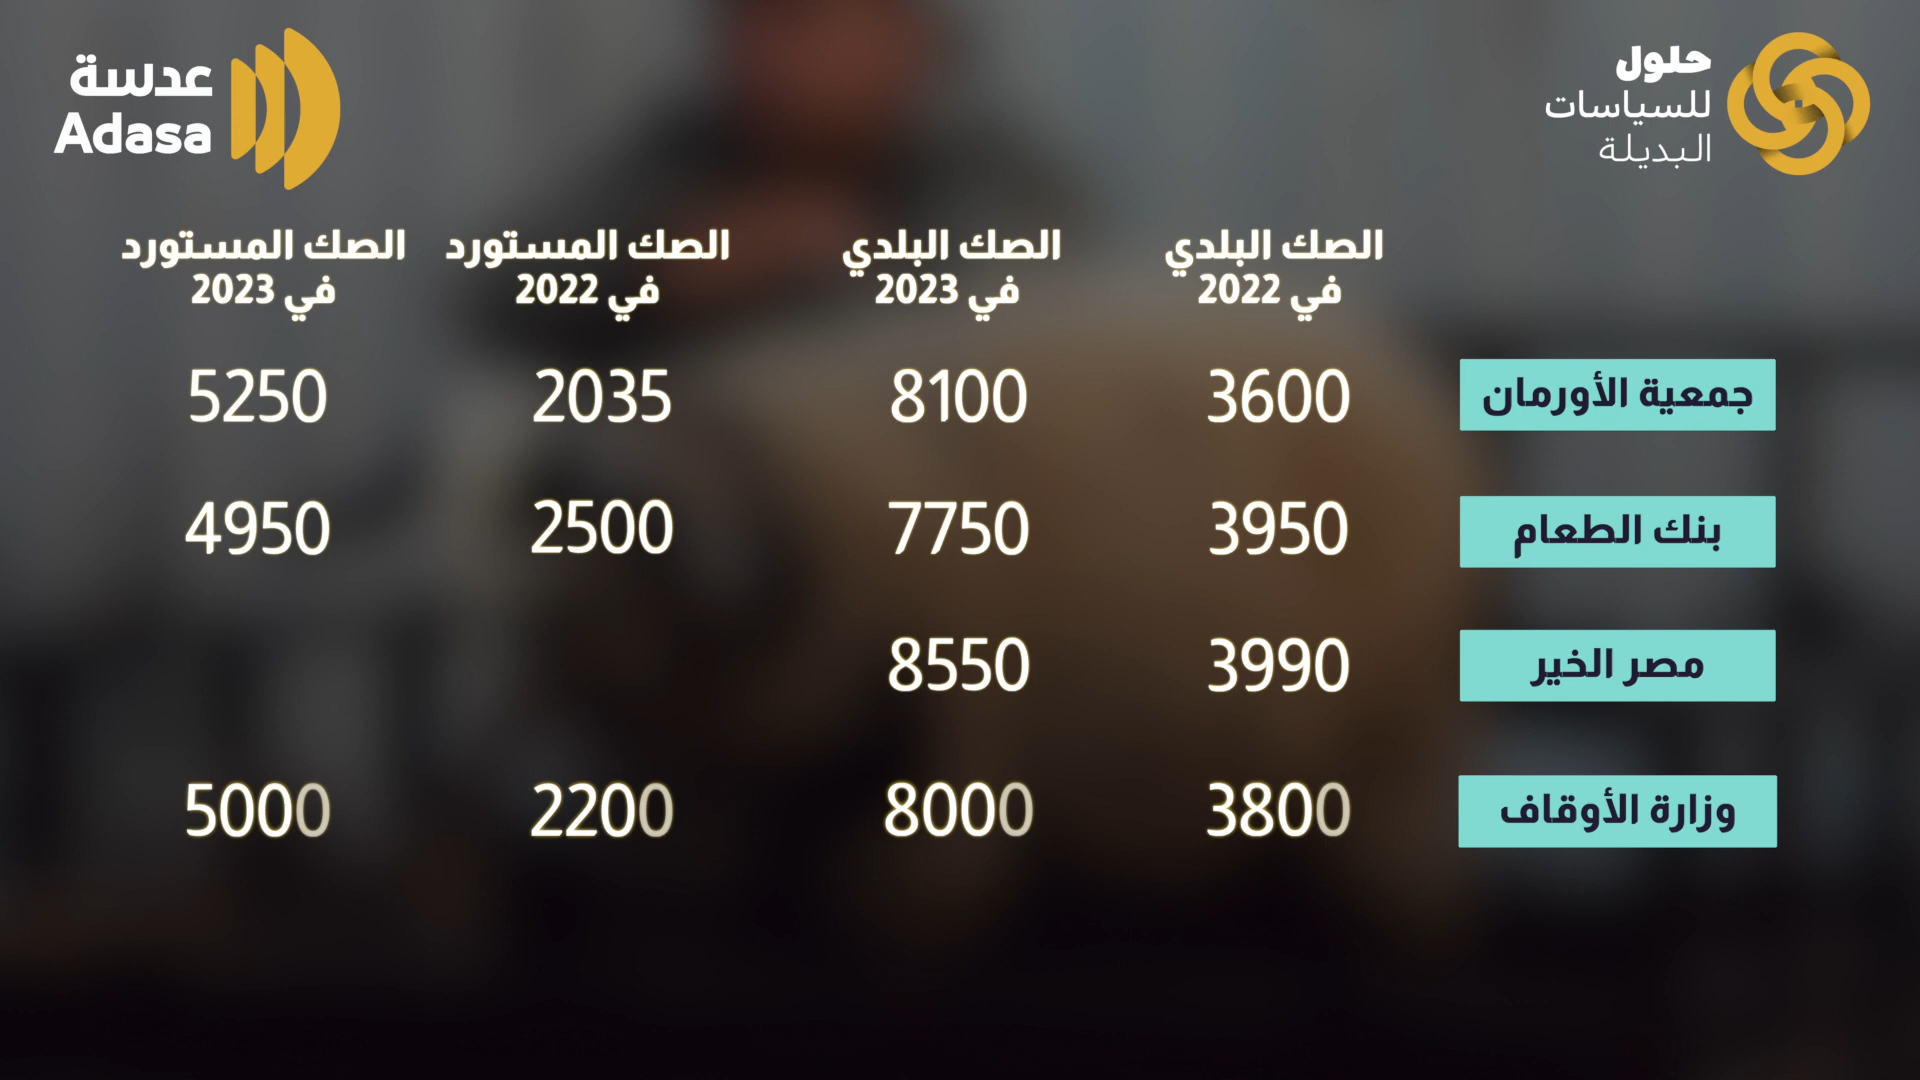 حلول
للسياسات
البديلة
عدسة
Adasa
الصك البلدي
في 2022
الصك البلدي
في 2023
الصك المستورد
في 2022
الصك المستورد
في 2023
جمعية الأورمان 3600 8100 2035 5250
بنك الطعام 3950 7750 2500 4950
مصر الخير 3990 8550
وزارة الأوقاف 3800 8000 2200 5000